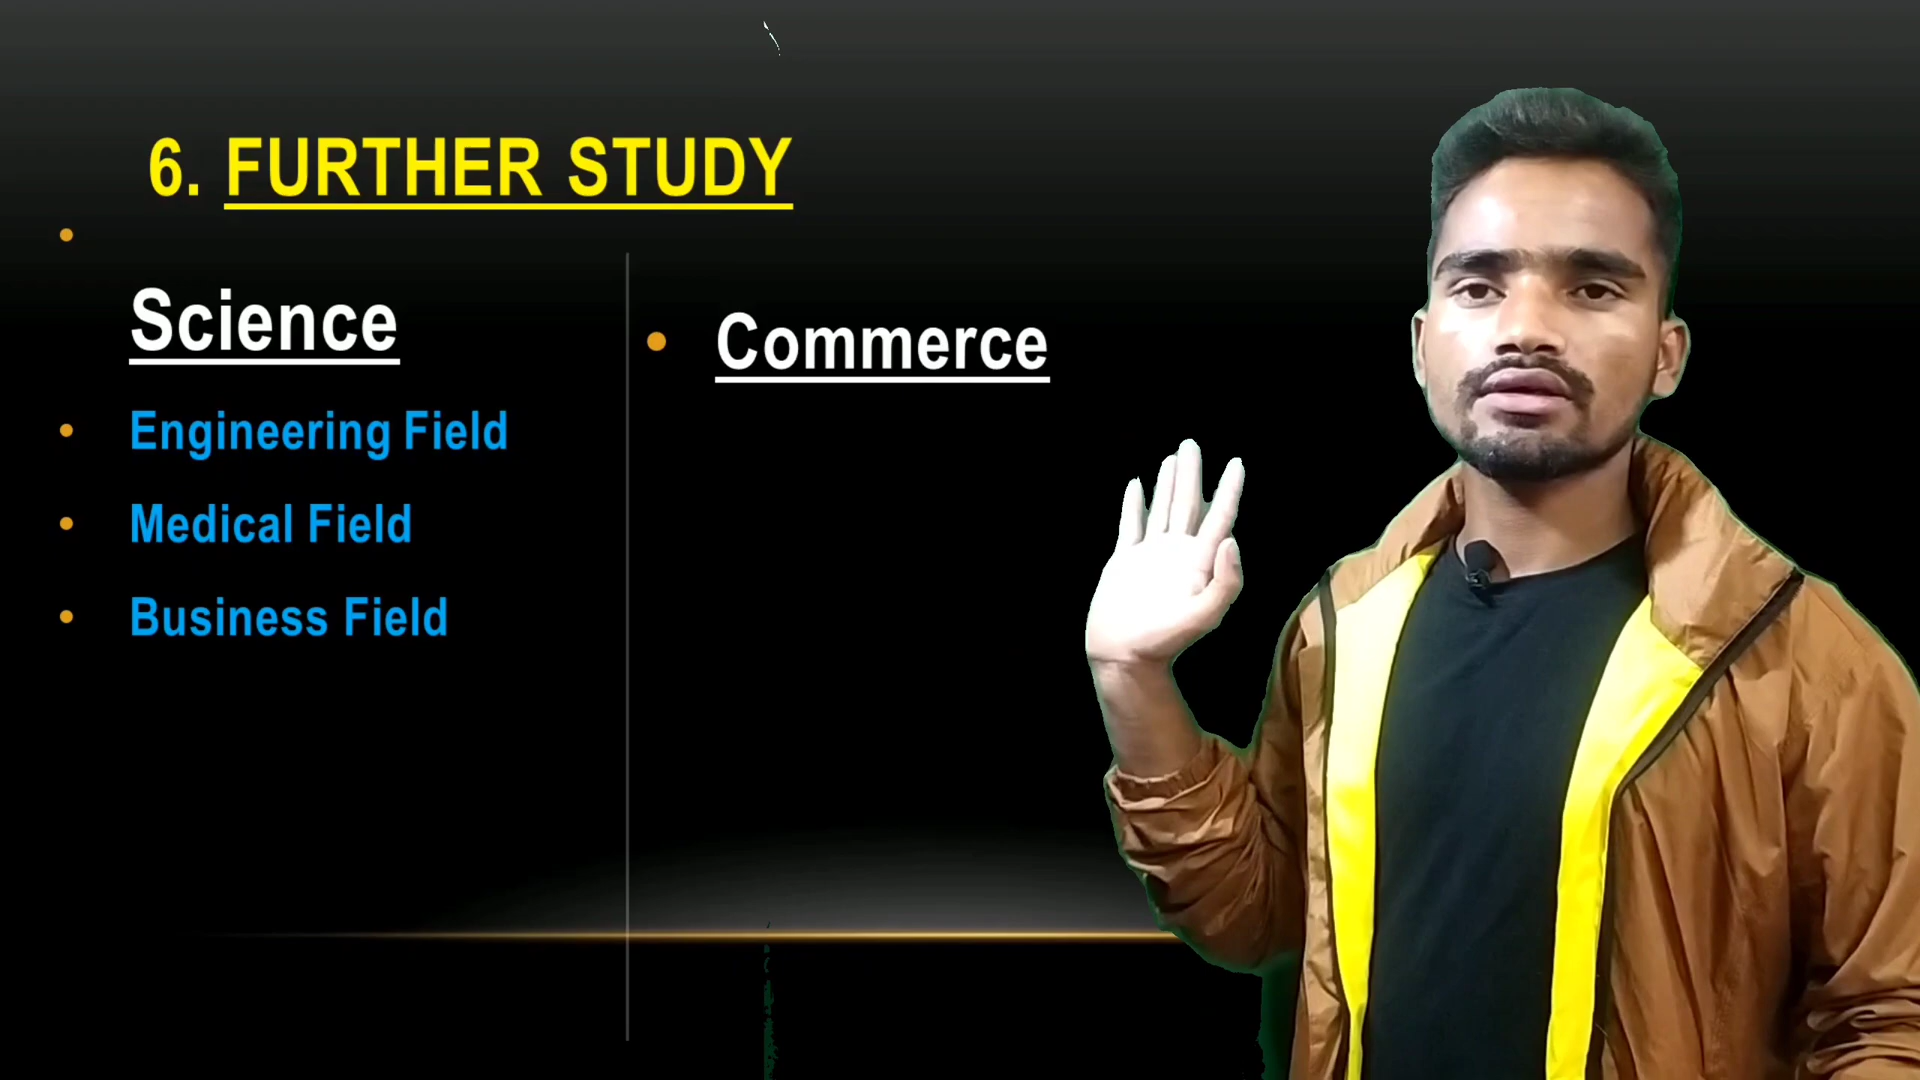 6. FURTHER STUDY
Science
Engineering Field
Medical Field
Business Field
Commerce